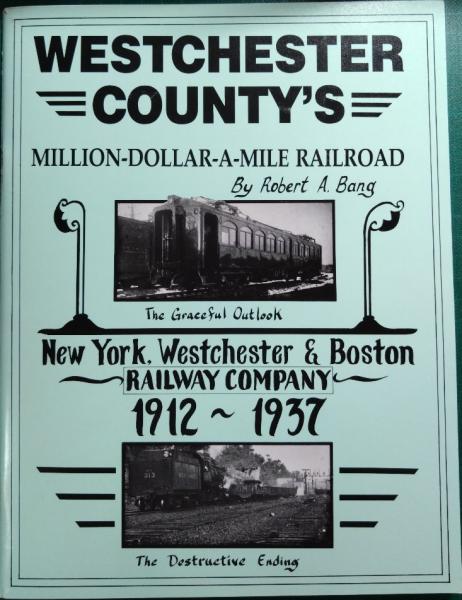 WESTCHESTER
COUNTY'S
MILLION-DOLLAR-A-MILE RAILROAD
By Robert A. Bang
The Graceful Outlook
New York, Westchester & Boston
RAILWAY COMPANY
1912 ~ 1937
313
The Destructive Ending